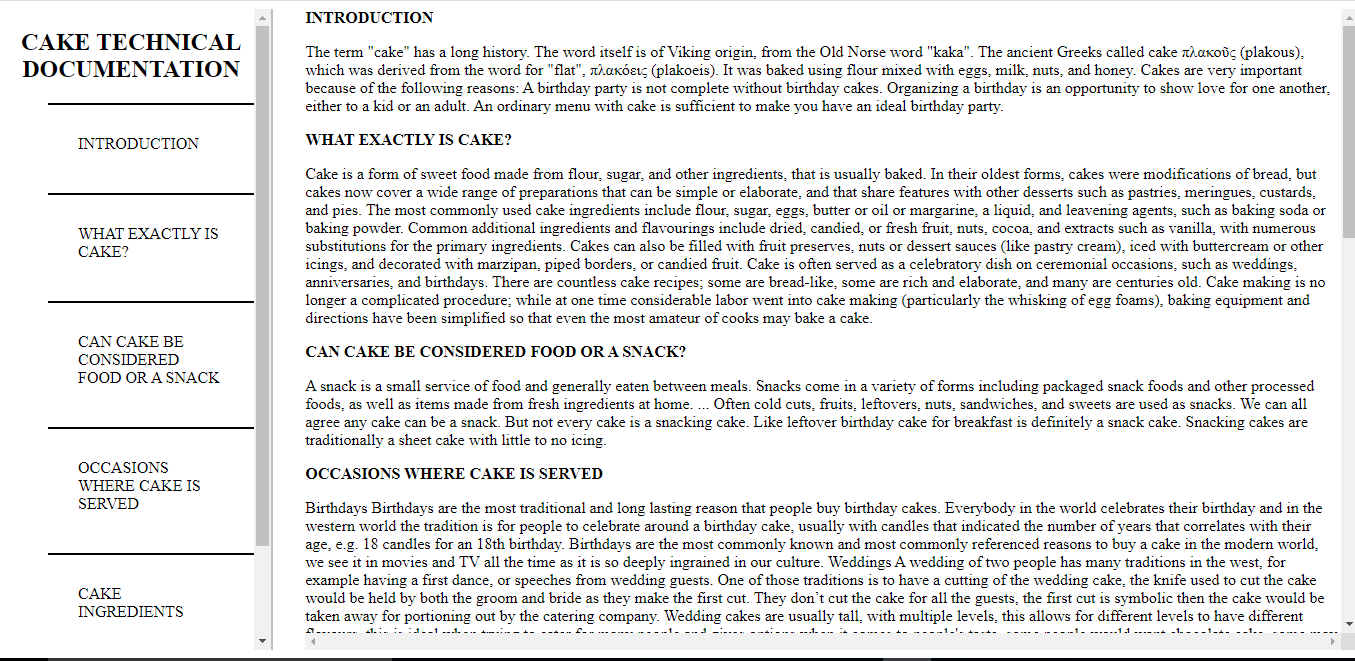 CAKE TECHNICAL
DOCUMENTATION
INTRODUCTION
WHAT EXACTLY IS
CAKE?
CAN CAKE BE
CONSIDERED
FOOD OR A SNACK
OCCASIONS
WHERE CAKE IS
SERVED
CAKE
INGREDIENTS
INTRODUCTION
The term "cake" has a long history. The word itself is of Viking origin, from the Old Norse word "kaka". The ancient Greeks called cake πλακοῦς (plakous),
which was derived from the word for "flat", πλακόεις (plakoeis). It was baked using flour mixed with eggs, milk, nuts, and honey. Cakes are very important
because of the following reasons: A birthday party is not complete without birthday cakes. Organizing a birthday is an opportunity to show love for one another,
either to a kid or an adult. An ordinary menu with cake is sufficient to make you have an ideal birthday party.
WHAT EXACTLY IS CAKE?
Cake is a form of sweet food made from flour, sugar, and other ingredients, that is usually baked. In their oldest forms, cakes were modifications of bread, but
cakes now cover a wide range of preparations that can be simple or elaborate, and that share features with other desserts such as pastries, meringues, custards,
and pies. The most commonly used cake ingredients include flour, sugar, eggs, butter or oil or margarine, a liquid, and leavening agents, such as baking soda or
baking powder. Common additional ingredients and flavourings include dried, candied, or fresh fruit, nuts, cocoa, and extracts such as vanilla, with numerous
substitutions for the primary ingredients. Cakes can also be filled with fruit preserves, nuts or dessert sauces (like pastry cream), iced with buttercream or other
icings, and decorated with marzipan, piped borders, or candied fruit. Cake is often served as a celebratory dish on ceremonial occasions, such as weddings,
anniversaries, and birthdays. There are countless cake recipes; some are bread-like, some are rich and elaborate, and many are centuries old. Cake making is no
longer a complicated procedure; while at one time considerable labor went into cake making (particularly the whisking of egg foams), baking equipment and
directions have been simplified so that even the most amateur of cooks may bake a cake.
CAN CAKE BE CONSIDERED FOOD OR A SNACK?
A snack is a small service of food and generally eaten between meals. Snacks come in a variety of forms including packaged snack foods and other processed
foods, as well as items made from fresh ingredients at home. ... Often cold cuts, fruits, leftovers, nuts, sandwiches, and sweets are used as snacks. We can all
agree any cake can be a snack. But not every cake is a snacking cake. Like leftover birthday cake for breakfast is definitely a snack cake. Snacking cakes are
traditionally a sheet cake with little to no icing.
OCCASIONS WHERE CAKE IS SERVED
Birthdays Birthdays are the most traditional and long lasting reason that people buy birthday cakes. Everybody in the world celebrates their birthday and in the
western world the tradition is for people to celebrate around a birthday cake, usually with candles that indicated the number of years that correlates with their
age, e.g. 18 candles for an 18th birthday. Birthdays are the most commonly known and most commonly referenced reasons to buy a cake in the modern world,
we see it in movies and TV all the time as it is so deeply ingrained in our culture. Weddings A wedding of two people has many traditions in the west, for
example having a first dance, or speeches from wedding guests. One of those traditions is to have a cutting of the wedding cake, the knife used to cut the cake
would be held by both the groom and bride as they make the first cut. They don’t cut the cake for all the guests, the first cut is symbolic then the cake would be
taken away for portioning out by the catering company. Wedding cakes are usually tall, with multiple levels, this allows for different levels to have different